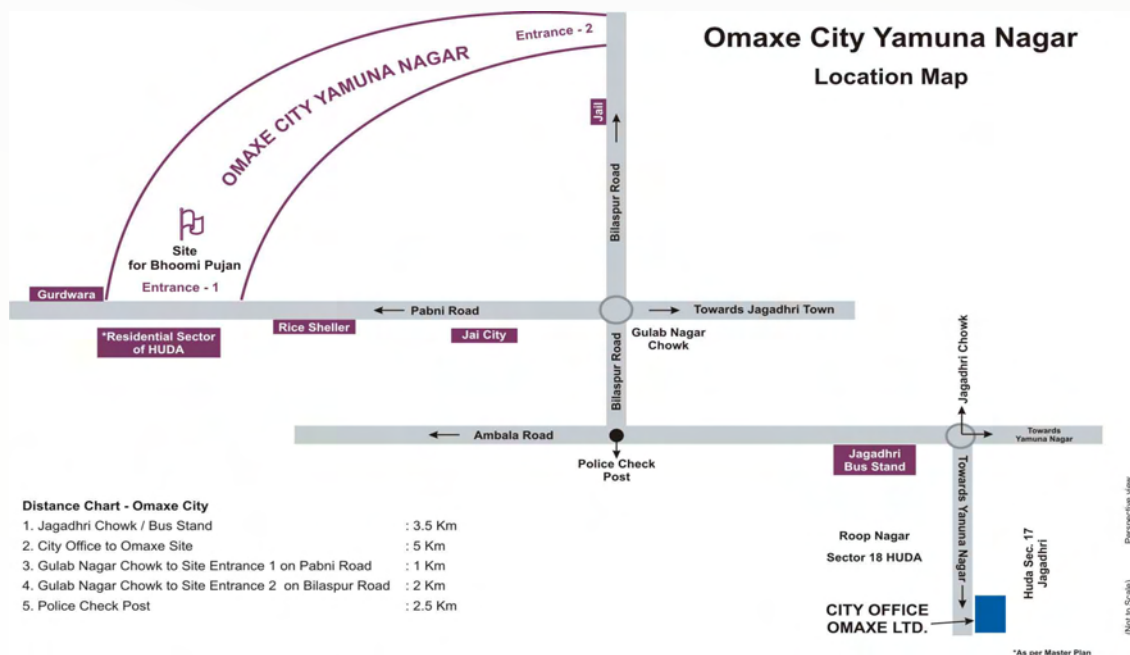 Omaxe City Yamuna Nagar
Location Map
Entrance - 2
OMAXE CITY YAMUNA NAGAR
Jail
Bilaspur Road
Site
for Bhoomi Pujan
Entrance - 1
Gurdwara
Pabni Road
Towards Jagadhri Town
*Residential Sector
of HUDA
Rice Sheller
Jai City
Gulab Nagar
Chowk
Bilaspur Road
Jagadhri Chowk
Ambala Road
Towards
Yamuna Nagar
Police Check
Post
Jagadhri
Bus Stand
Towards Yanuna Nagar
Perspective view
Distance Chart - Omaxe City
1. Jagadhri Chowk / Bus Stand : 3.5 Km
2. City Office to Omaxe Site : 5 Km
3. Gulab Nagar Chowk to Site Entrance 1 on Pabni Road : 1 Km
4. Gulab Nagar Chowk to Site Entrance 2 on Bilaspur Road : 2 Km
5. Police Check Post : 2.5 Km
Roop Nagar
Sector 18 HUDA
Huda Sec. 17
Jagadhri
CITY OFFICE
OMAXE LTD.
(Not to Scale)
*As per Master Plan